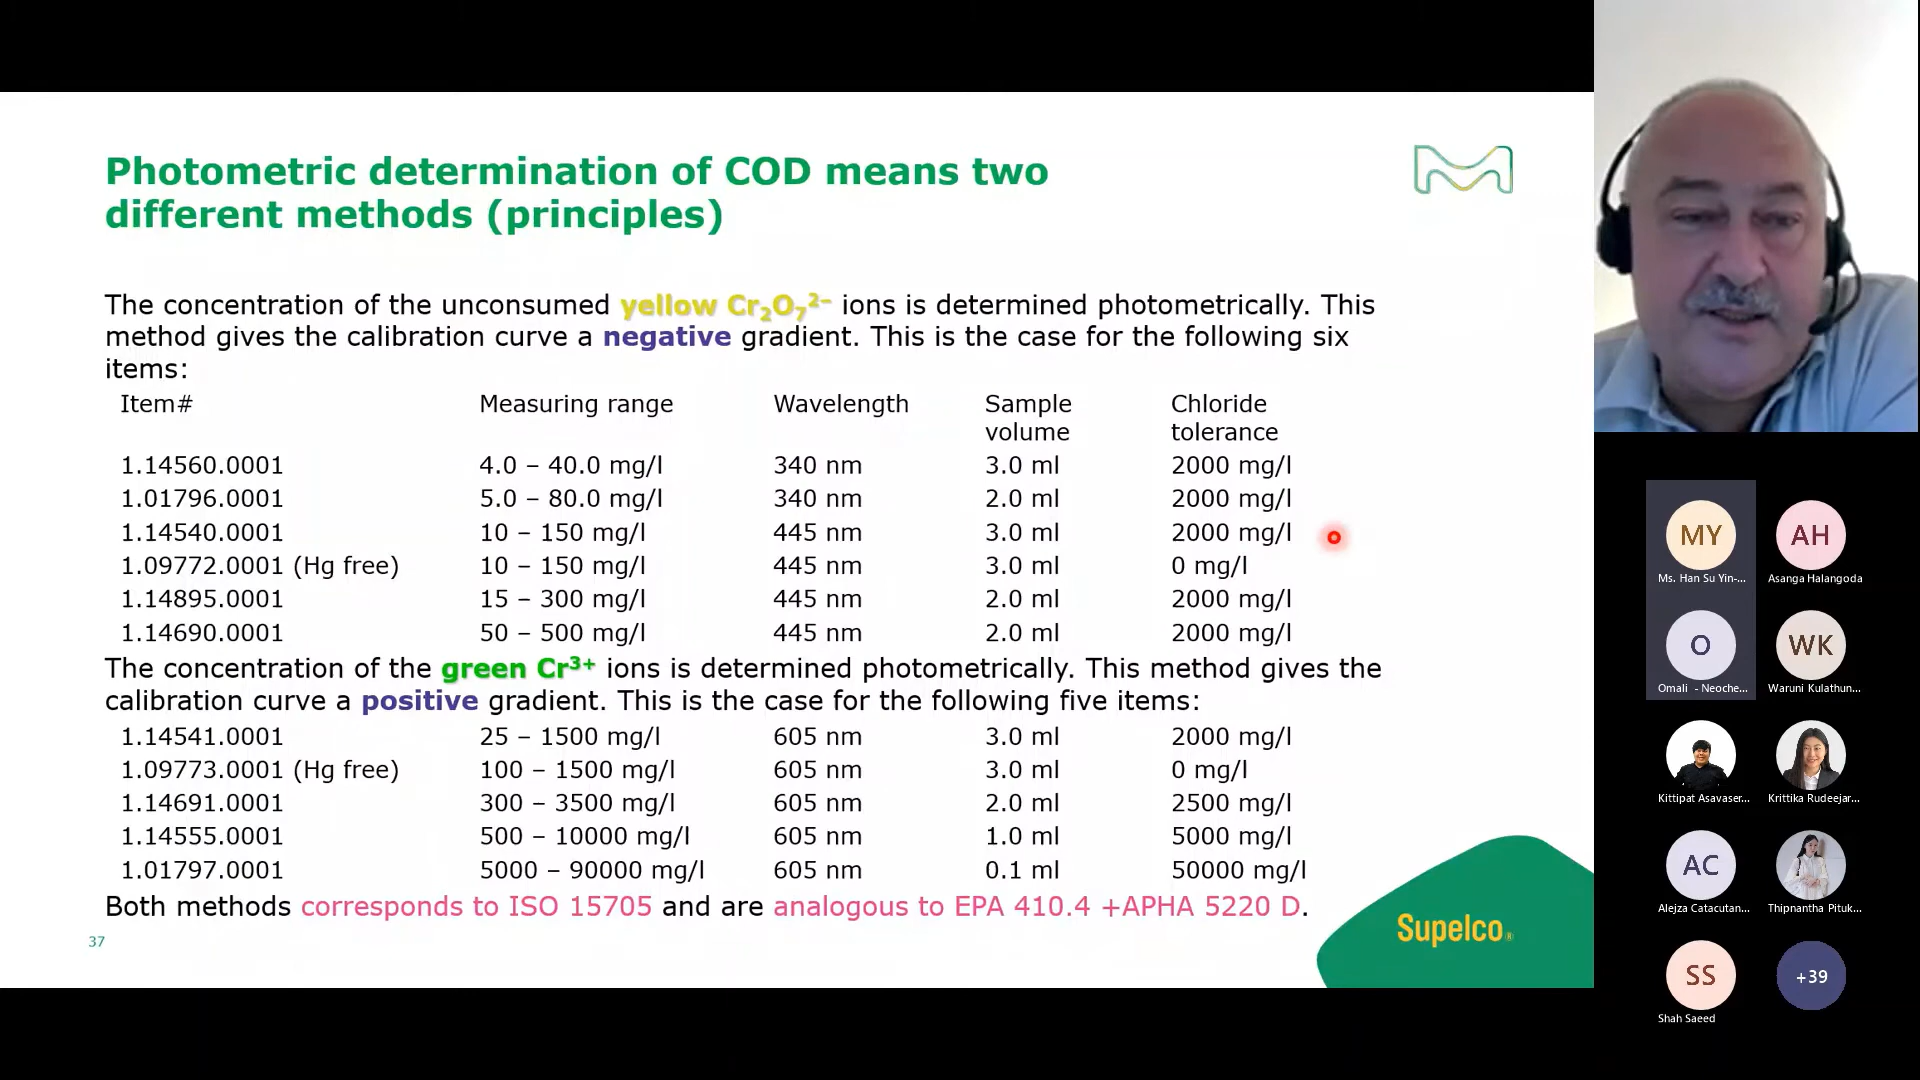 Photometric determination of COD means two
different methods (principles)
The concentration of the unconsumed yellow Cr₂O₇²⁻ ions is determined photometrically. This
method gives the calibration curve a negative gradient. This is the case for the following six
items:
Item# Measuring range Wavelength Sample volume Chloride tolerance
1.14560.0001 4.0 – 40.0 mg/l 340 nm 3.0 ml 2000 mg/l
1.01796.0001 5.0 – 80.0 mg/l 340 nm 2.0 ml 2000 mg/l
1.14540.0001 10 – 150 mg/l 445 nm 3.0 ml 2000 mg/l
1.09772.0001 (Hg free) 10 – 150 mg/l 445 nm 3.0 ml 0 mg/l
1.14895.0001 15 – 300 mg/l 445 nm 2.0 ml 2000 mg/l
1.14690.0001 50 – 500 mg/l 445 nm 2.0 ml 2000 mg/l
The concentration of the green Cr³⁺ ions is determined photometrically. This method gives the
calibration curve a positive gradient. This is the case for the following five items:
1.14541.0001 25 – 1500 mg/l 605 nm 3.0 ml 2000 mg/l
1.09773.0001 (Hg free) 100 – 1500 mg/l 605 nm 3.0 ml 0 mg/l
1.14691.0001 300 – 3500 mg/l 605 nm 2.0 ml 2500 mg/l
1.14555.0001 500 – 10000 mg/l 605 nm 1.0 ml 5000 mg/l
1.01797.0001 5000 – 90000 mg/l 605 nm 0.1 ml 50000 mg/l
Both methods corresponds to ISO 15705 and are analogous to EPA 410.4 +APHA 5220 D.
37
Supelco®
MY AH
Ms. Han Su Yin-... Asanga Halangoda
O WK
Omali - Neoche... Waruni Kulathun...
Kittipat Asavaser... Krittika Rudeejar...
AC
Alejza Catacutan... Thipnantha Pituk...
SS +39
Shah Saeed